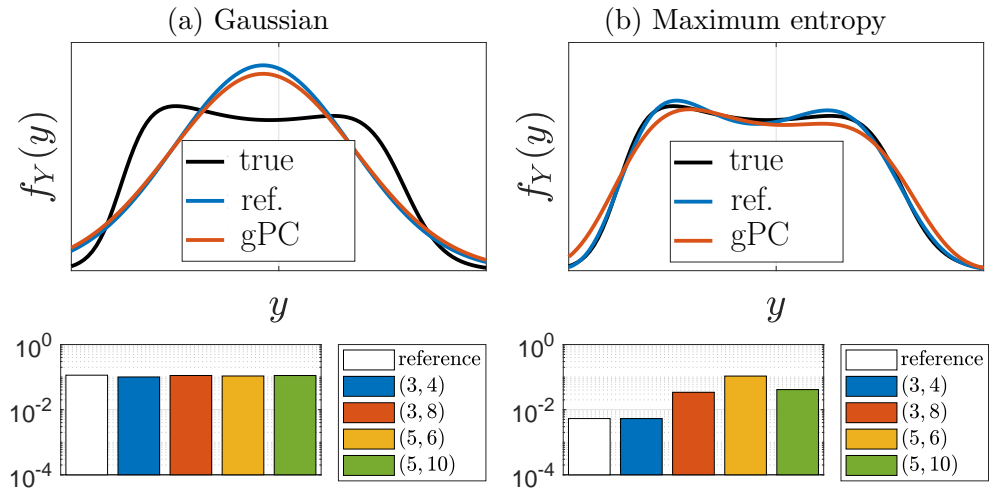 (a) Gaussian
f_Y(y)
true
ref.
gPC
y
(b) Maximum entropy
f_Y(y)
true
ref.
gPC
y
10^0
10^-2
10^-4
reference
(3, 4)
(3, 8)
(5, 6)
(5, 10)
10^0
10^-2
10^-4
reference
(3, 4)
(3, 8)
(5, 6)
(5, 10)